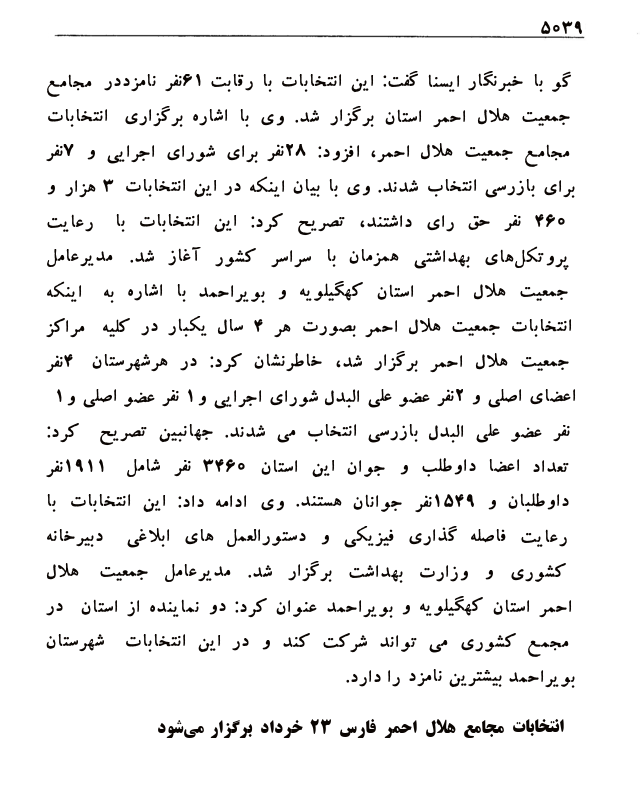 ۵۰۳۹
گو با خبرنگار ایسنا گفت: این انتخابات با رقابت ۶۱نفر نامزددر مجامع
جمعیت هلال احمر استان برگزار شد. وی با اشاره برگزاری انتخابات
مجامع جمعیت هلال احمر، افزود: ۲۸نفر برای شورای اجرایی و ۷نفر
برای بازرسی انتخاب شدند. وی با بیان اینکه در این انتخابات ۳ هزار و
۴۶۰ نفر حق رای داشتند، تصریح کرد: این انتخابات با رعایت
پروتکل‌های بهداشتی همزمان با سراسر کشور آغاز شد. مدیرعامل
جمعیت هلال احمر استان کهگیلویه و بویراحمد با اشاره به اینکه
انتخابات جمعیت هلال احمر بصورت هر ۴ سال یکبار در کلیه مراکز
جمعیت هلال احمر برگزار شد، خاطرنشان کرد: در هرشهرستان ۴نفر
اعضای اصلی و ۲نفر عضو علی البدل شورای اجرایی و۱ نفر عضو اصلی و۱
نفر عضو علی البدل بازرسی انتخاب می شدند. جهانبین تصریح کرد:
تعداد اعضا داوطلب و جوان این استان ۳۴۶۰ نفر شامل ۱۹۱۱نفر
داوطلبان و ۱۵۴۹نفر جوانان هستند. وی ادامه داد: این انتخابات با
رعایت فاصله گذاری فیزیکی و دستورالعمل های ابلاغی دبیرخانه
کشوری و وزارت بهداشت برگزار شد. مدیرعامل جمعیت هلال
احمر استان کهگیلویه و بویراحمد عنوان کرد: دو نماینده از استان در
مجمع کشوری می تواند شرکت کند و در این انتخابات شهرستان
بویراحمد بیشترین نامزد را دارد.
انتخابات مجامع هلال احمر فارس ۲۳ خرداد برگزار می‌شود